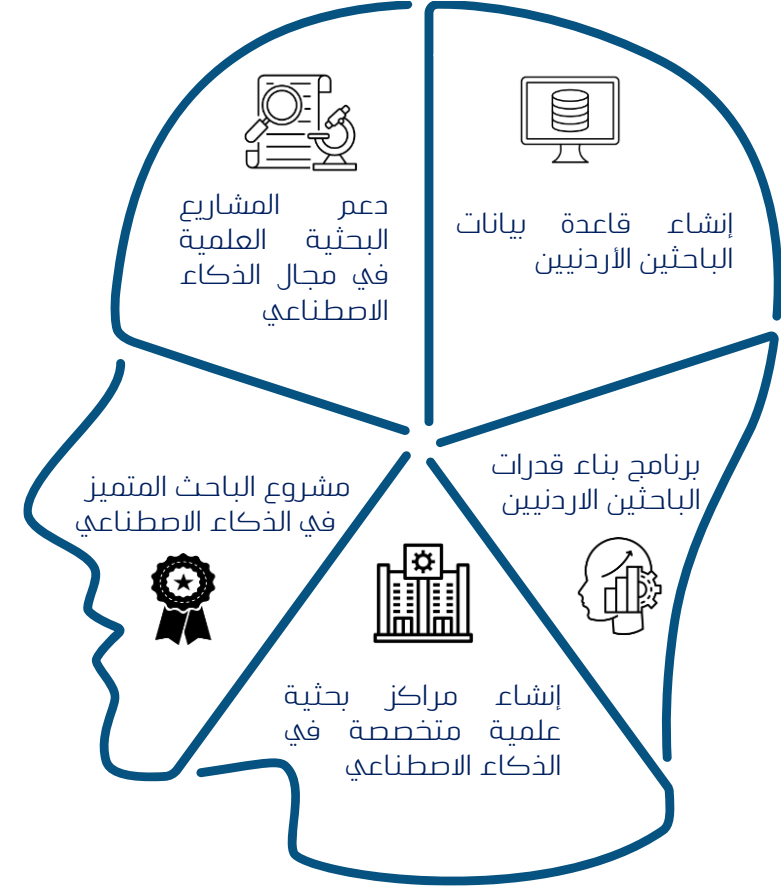 إنشاء قاعدة بيانات
الباحثين الأردنيين
دعم المشاريع
البحثية العلمية
في مجال الذكاء
الاصطناعي
برنامج بناء قدرات
الباحثين الاردنيين
مشروع الباحث المتميز
في الذكاء الاصطناعي
إنشاء مراكز بحثية
علمية متخصصة في
الذكاء الاصطناعي